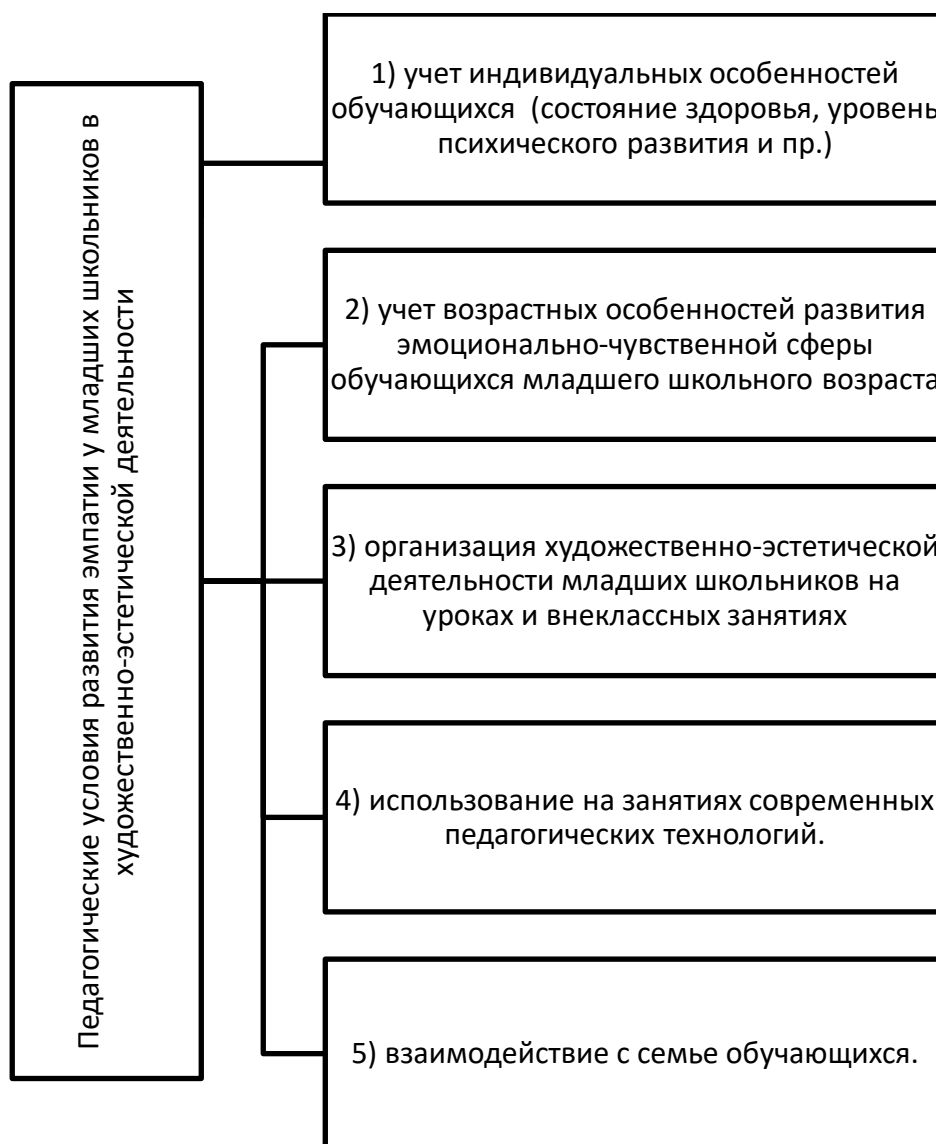 Педагогические условия развития эмпатии у младших школьников в
художественно-эстетической деятельности
1) учет индивидуальных особенностей
обучающихся (состояние здоровья, уровень
психического развития и пр.)
2) учет возрастных особенностей развития
эмоционально-чувственной сферы
обучающихся младшего школьного возраста
3) организация художественно-эстетической
деятельности младших школьников на
уроках и внеклассных занятиях
4) использование на занятиях современных
педагогических технологий.
5) взаимодействие с семье обучающихся.